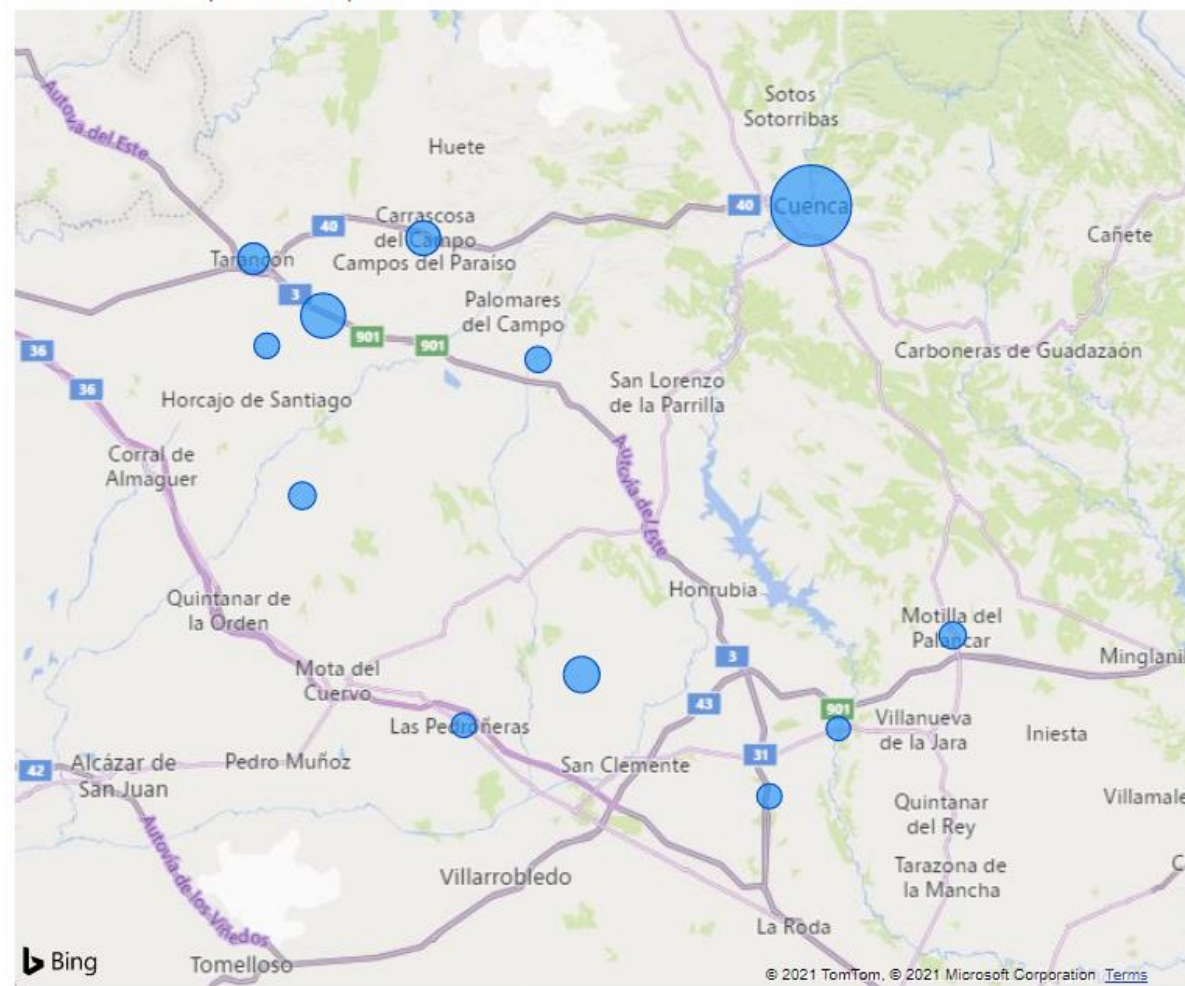 Autovía del Este
Sotos
Sotorribas
Huete
40
Cuenca
40
Carrascosa
del Campo
Campos del Paraíso
Cañete
Tarancón
3
Palomares
del Campo
901
901
36
Carboneras de Guadazaón
36
San Lorenzo
de la Parrilla
Horcajo de Santiago
Corral de
Almaguer
Autovía del Este
Honrubia
Quintanar de
la Orden
Motilla del
Palancar
3
Minglanil
Mota del
Cuervo
43
901
Las Pedroñeras
Villanueva
de la Jara
Iniesta
42
Alcázar de
San Juan
Pedro Muñoz
San Clemente
31
Quintanar
del Rey
Villamale
Autovía de los Viñedos
Villarrobledo
Tarazona de
la Mancha
C
La Roda
Bing
Tomelloso
© 2021 TomTom, © 2021 Microsoft Corporation Terms